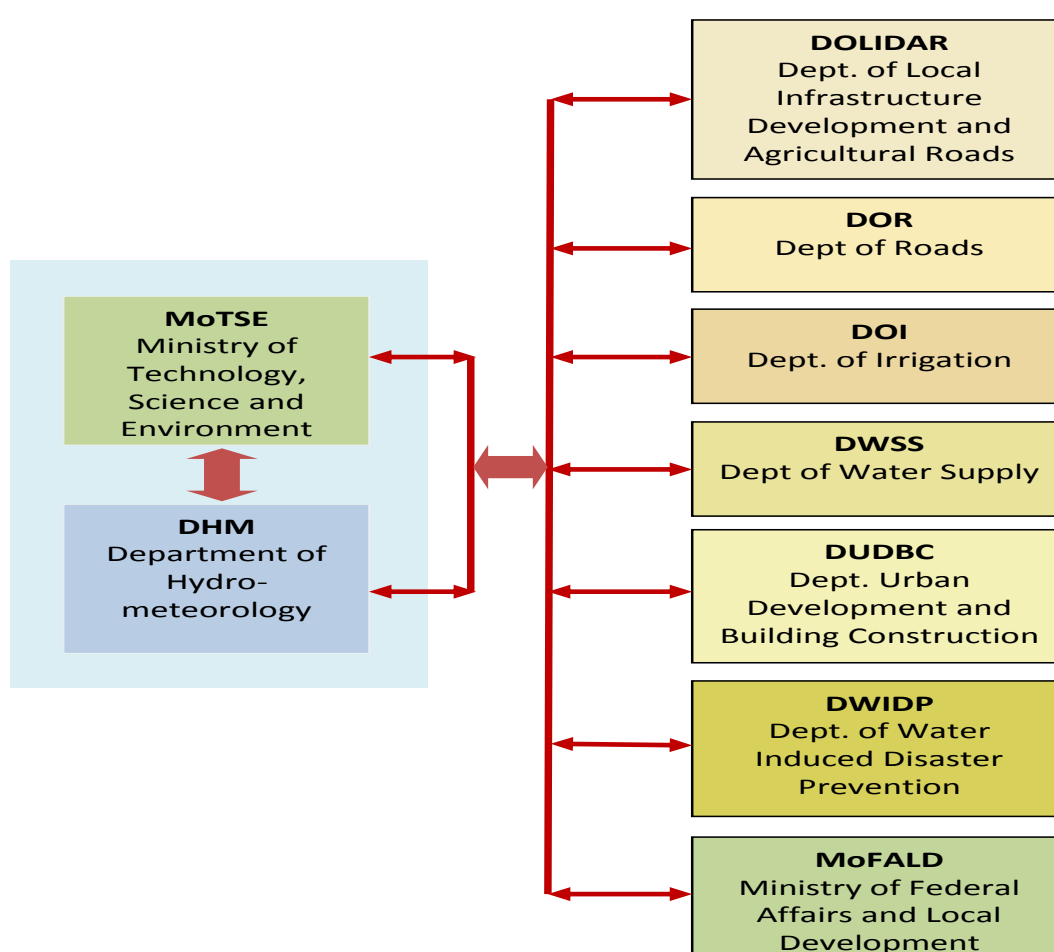 DOLIDAR
Dept. of Local
Infrastructure
Development and
Agricultural Roads
DOR
Dept of Roads
MoTSE
Ministry of
Technology,
Science and
Environment
DOI
Dept. of Irrigation
DWSS
Dept of Water Supply
DHM
Department of
Hydro-
meteorology
DUDBC
Dept. Urban
Development and
Building Construction
DWIDP
Dept. of Water
Induced Disaster
Prevention
MoFALD
Ministry of Federal
Affairs and Local
Development